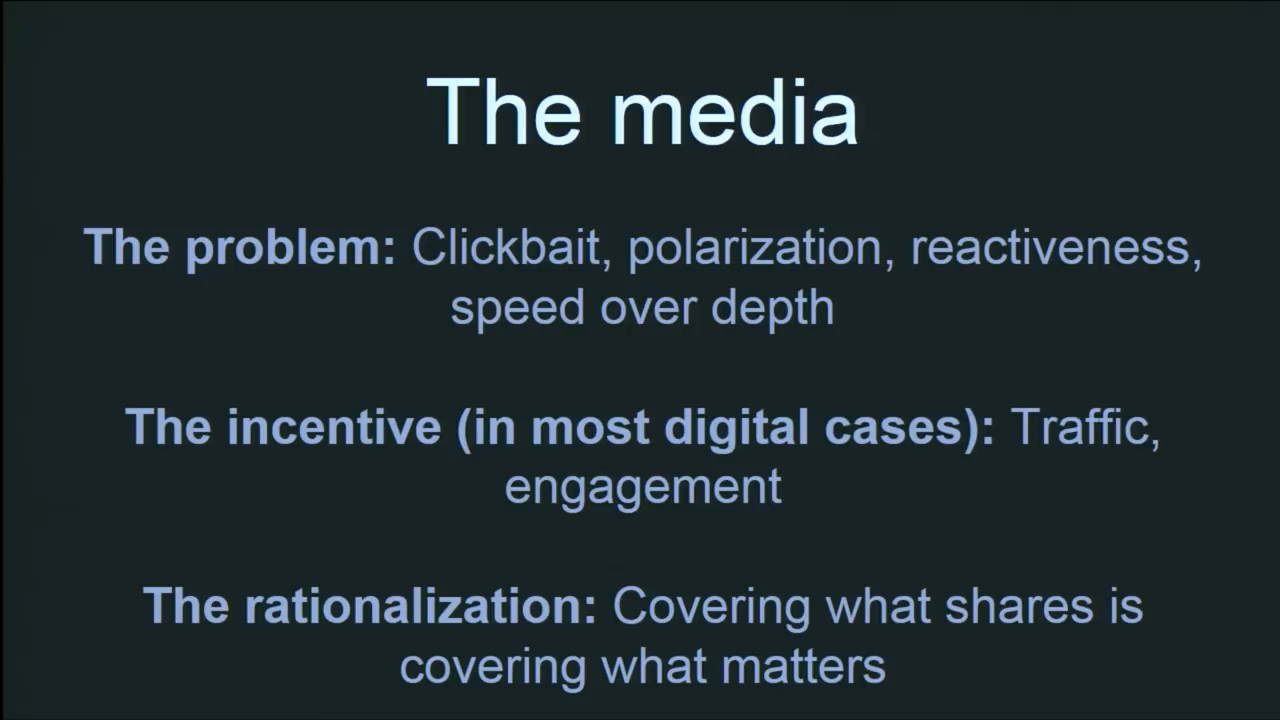 The media
The problem: Clickbait, polarization, reactiveness,
speed over depth
The incentive (in most digital cases): Traffic,
engagement
The rationalization: Covering what shares is
covering what matters